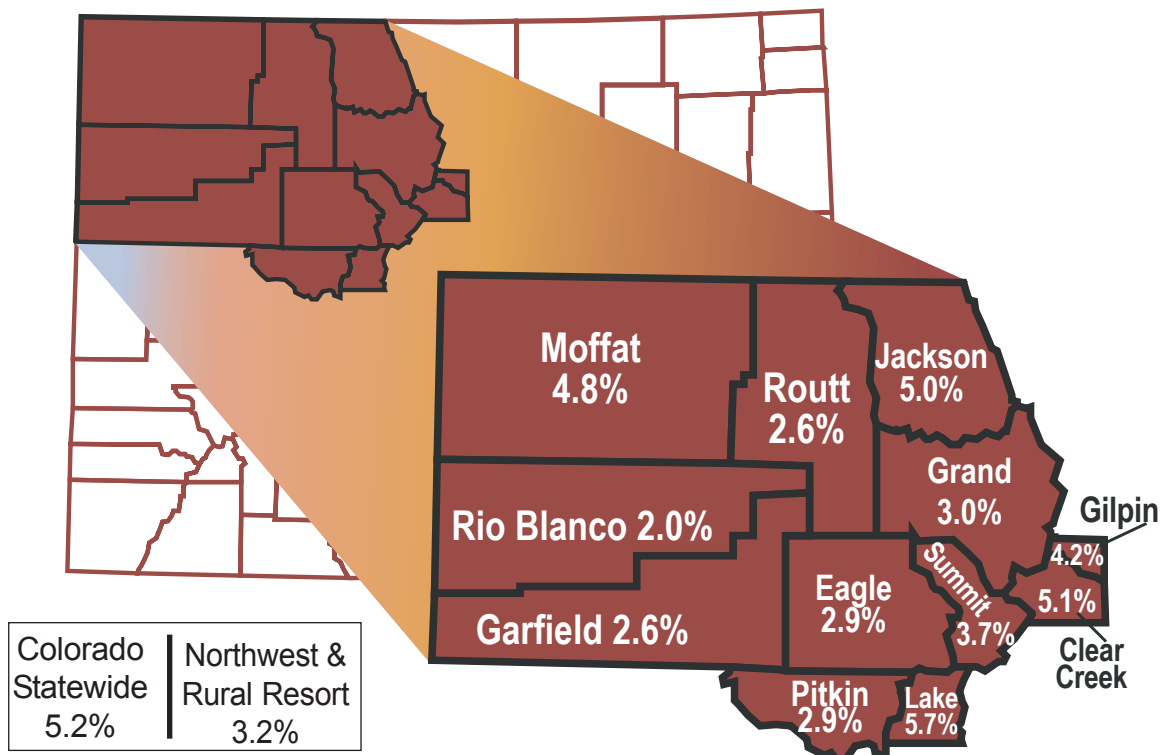 Moffat
4.8%
Routt
2.6%
Jackson
5.0%
Grand
3.0%
Gilpin
4.2%
Rio Blanco 2.0%
Garfield 2.6%
Eagle
2.9%
Summit
3.7%
5.1%
Clear
Creek
Pitkin
2.9%
Lake
5.7%
Colorado
Statewide
5.2%
Northwest &
Rural Resort
3.2%